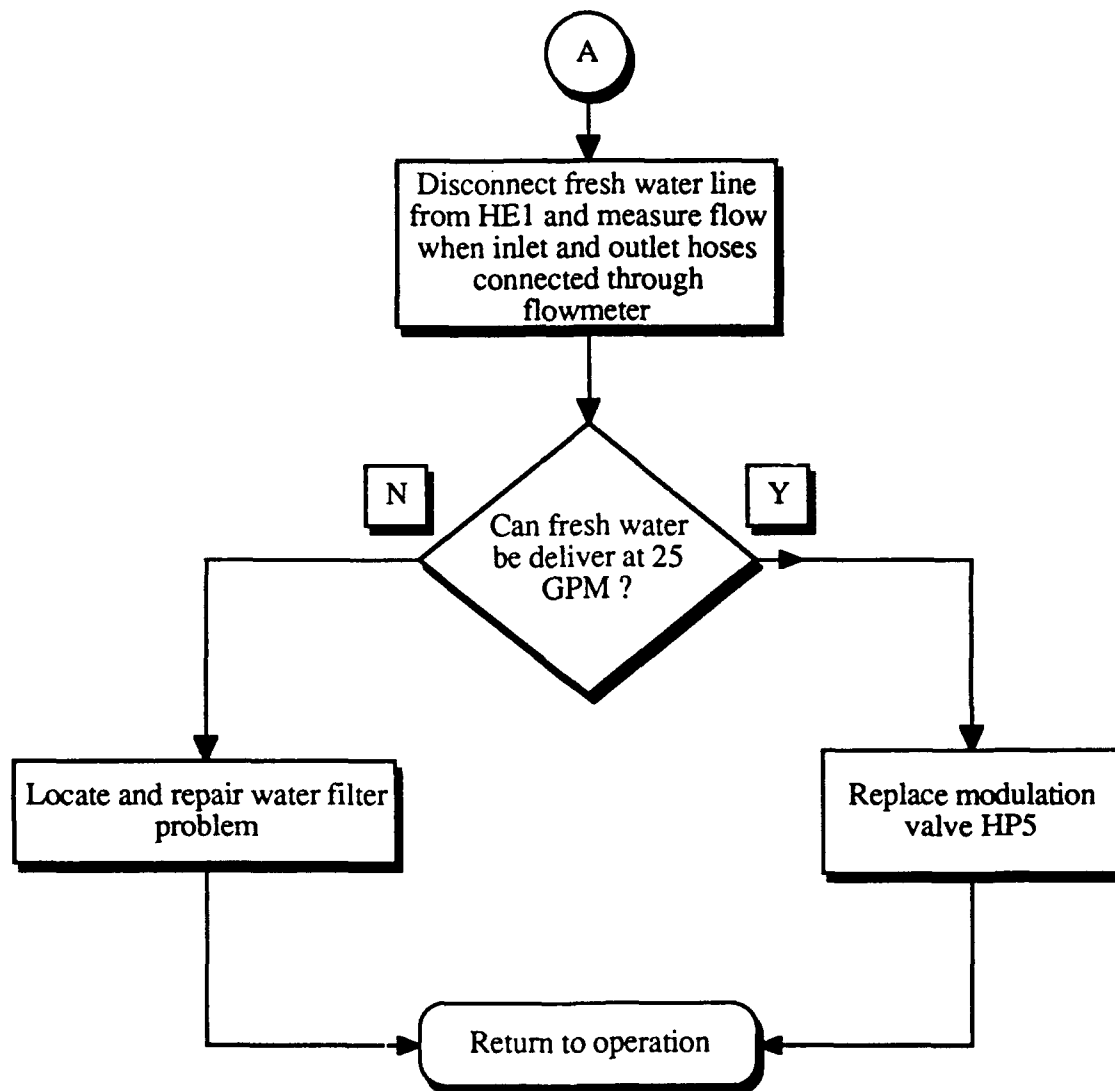 A
Disconnect fresh water line
from HE1 and measure flow
when inlet and outlet hoses
connected through
flowmeter
N
Y
Can fresh water
be deliver at 25
GPM ?
Locate and repair water filter
problem
Replace modulation
valve HP5
Return to operation